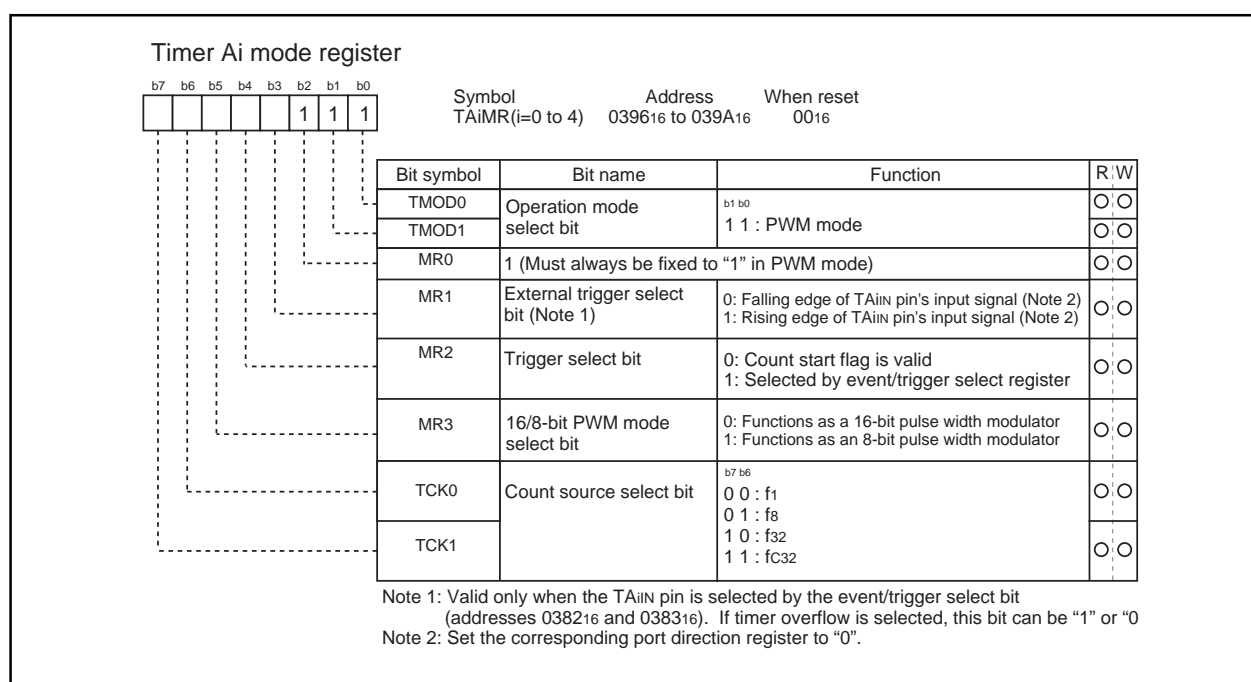 Timer Ai mode register
b7 b6 b5 b4 b3 b2 b1 b0
1 1 1
Symbol Address When reset
TAiMR(i=0 to 4) 039616 to 039A16 0016
Bit symbol Bit name Function R W
TMOD0 Operation mode select bit b1 b0
TMOD1 1 1 : PWM mode
MR0 1 (Must always be fixed to “1” in PWM mode)
MR1 External trigger select bit (Note 1) 0: Falling edge of TAiIN pin's input signal (Note 2)
1: Rising edge of TAiIN pin's input signal (Note 2)
MR2 Trigger select bit 0: Count start flag is valid
1: Selected by event/trigger select register
MR3 16/8-bit PWM mode select bit 0: Functions as a 16-bit pulse width modulator
1: Functions as an 8-bit pulse width modulator
TCK0 Count source select bit b7 b6
0 0 : f1
0 1 : f8
TCK1 1 0 : f32
1 1 : fC32
Note 1: Valid only when the TAiIN pin is selected by the event/trigger select bit
(addresses 038216 and 038316). If timer overflow is selected, this bit can be “1” or “0
Note 2: Set the corresponding port direction register to “0”.